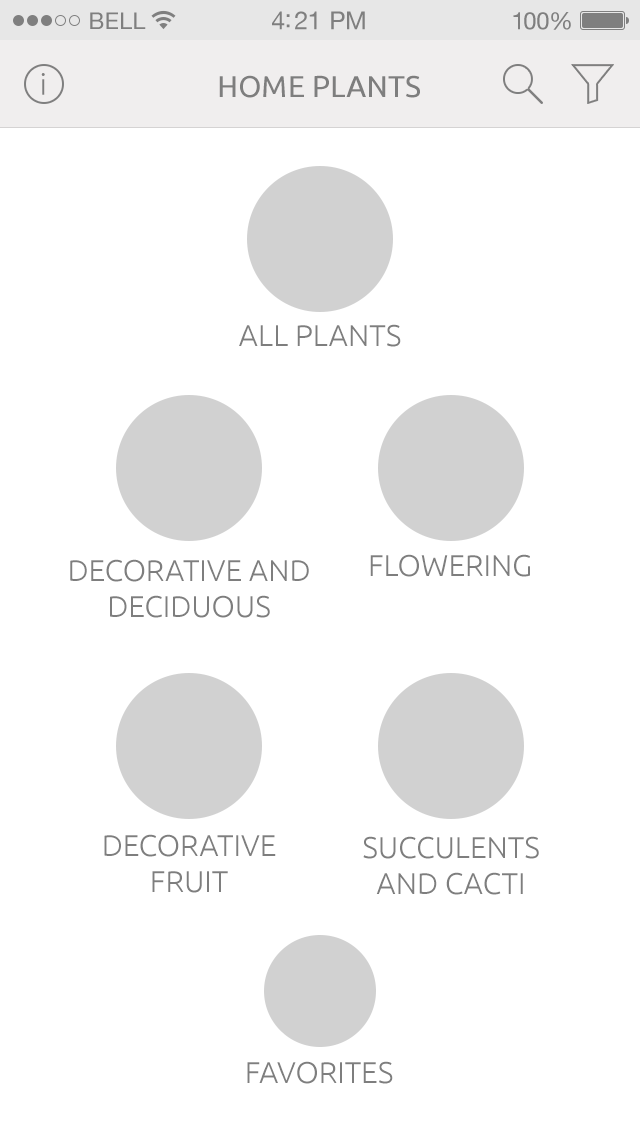 BELL 4:21 PM 100%
i HOME PLANTS
ALL PLANTS
DECORATIVE AND
DECIDUOUS
FLOWERING
DECORATIVE
FRUIT
SUCCULENTS
AND CACTI
FAVORITES